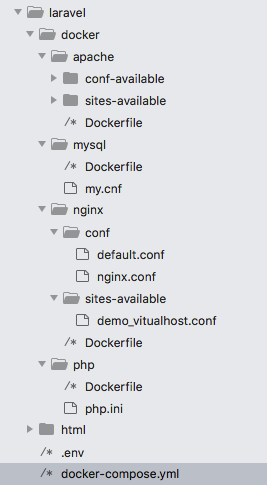 laravel
docker
apache
conf-available
sites-available
/* Dockerfile
mysql
/* Dockerfile
my.cnf
nginx
conf
default.conf
nginx.conf
sites-available
demo_vitualhost.conf
/* Dockerfile
php
/* Dockerfile
php.ini
html
/* .env
/* docker-compose.yml